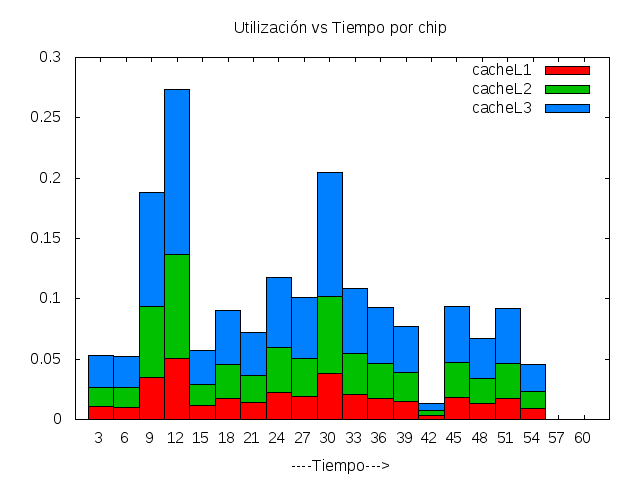 Utilización vs Tiempo por chip
0.3
cacheL1
cacheL2
cacheL3
0.25
0.2
0.15
0.1
0.05
0
3 6 9 12 15 18 21 24 27 30 33 36 39 42 45 48 51 54 57 60
----Tiempo--->